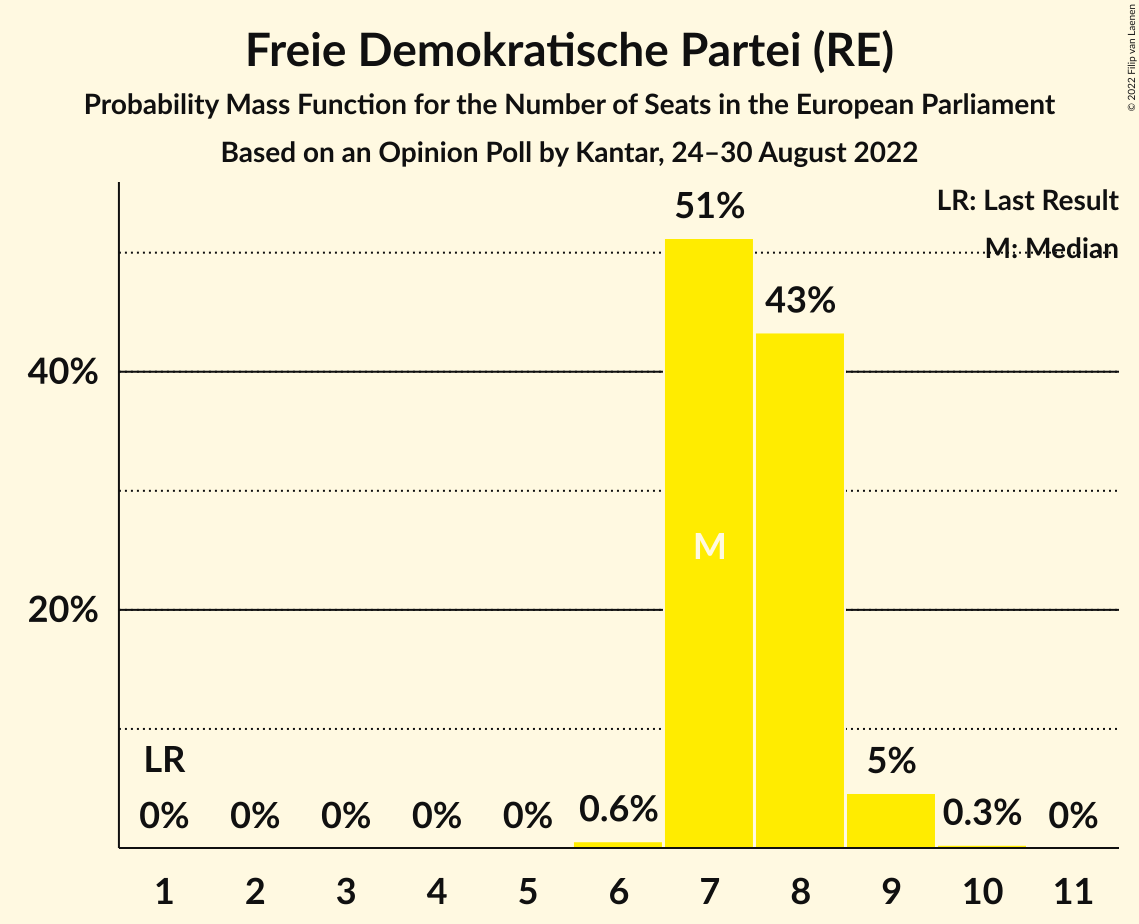 Freie Demokratische Partei (RE)
Probability Mass Function for the Number of Seats in the European Parliament
Based on an Opinion Poll by Kantar, 24–30 August 2022
© 2022 Filip van Laenen
LR: Last Result
M: Median
51%
43%
40%
M
20%
LR
5%
0% 0% 0% 0% 0% 0.6% 0.3% 0%
1 2 3 4 5 6 7 8 9 10 11